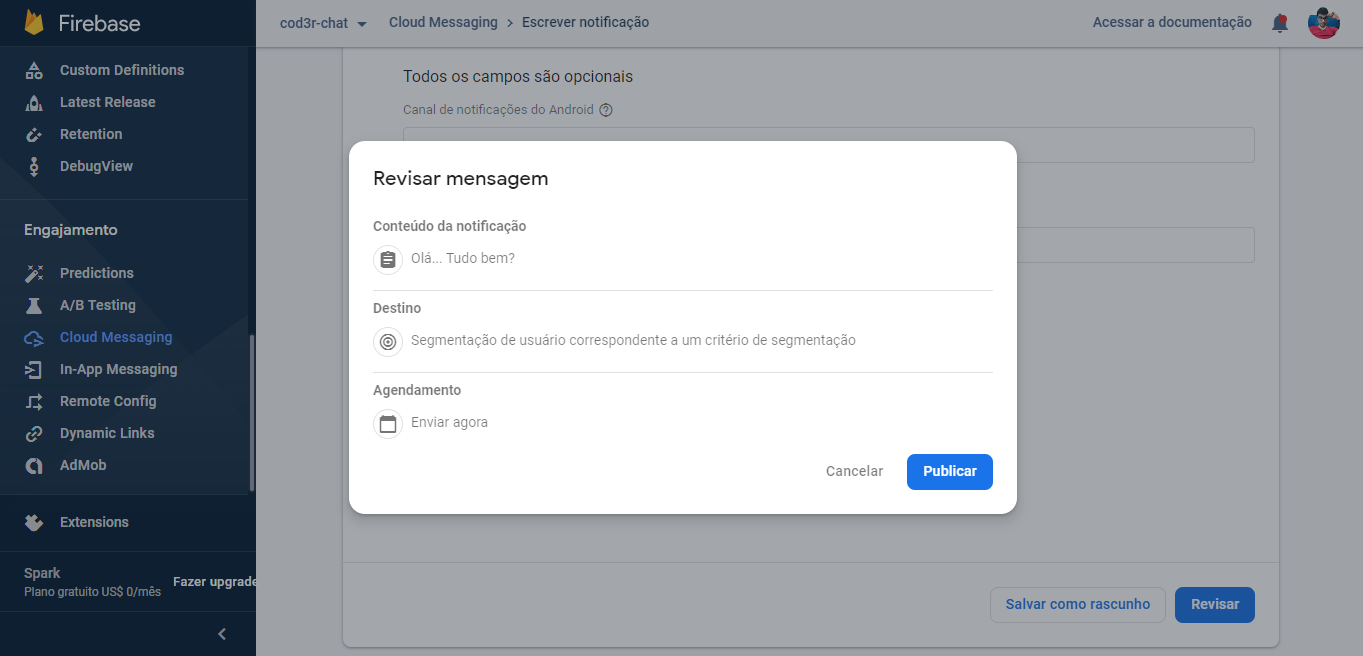 Firebase
Custom Definitions
Latest Release
Retention
DebugView
Engajamento
Predictions
A/B Testing
Cloud Messaging
In-App Messaging
Remote Config
Dynamic Links
AdMob
Extensions
Spark
Plano gratuito US$ 0/mês
Fazer upgrade
cod3r-chat
Cloud Messaging > Escrever notificação
Acessar a documentação
Todos os campos são opcionais
Canal de notificações do Android
Revisar mensagem
Conteúdo da notificação
Olá... Tudo bem?
Destino
Segmentação de usuário correspondente a um critério de segmentação
Agendamento
Enviar agora
Cancelar
Publicar
Salvar como rascunho
Revisar